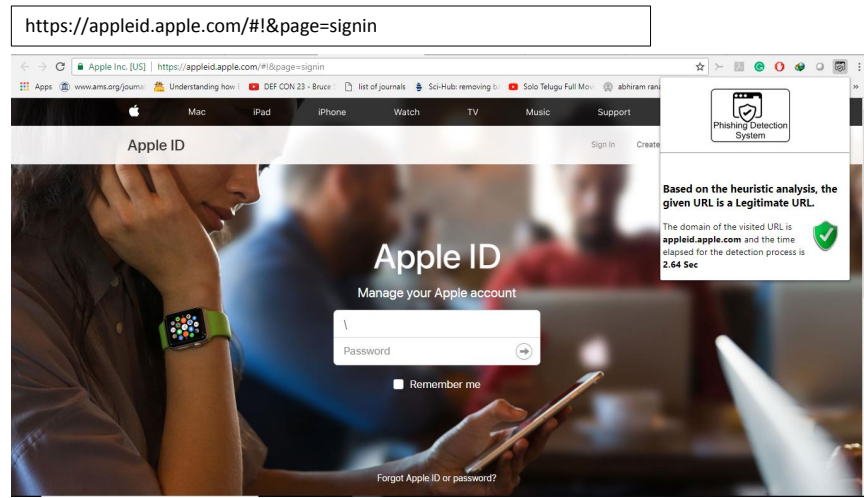 https://appleid.apple.com/#!&page=signin
Apple Inc. [US] | https://appleid.apple.com/#!&page=signin
Apps www.ams.org/journal Understanding how i DEF CON 23 - Bruce list of journals Sci-Hub: removing ba Solo Telugu Full Mov abhiram rana »
Mac iPad iPhone Watch TV Music Support
Apple ID Sign In Create
Phishing Detection
System
Based on the heuristic analysis, the
given URL is a Legitimate URL.
The domain of the visited URL is
appleid.apple.com and the time
elapsed for the detection process is
2.64 Sec
Apple ID
Manage your Apple account
\
Password
Remember me
Forgot Apple ID or password?